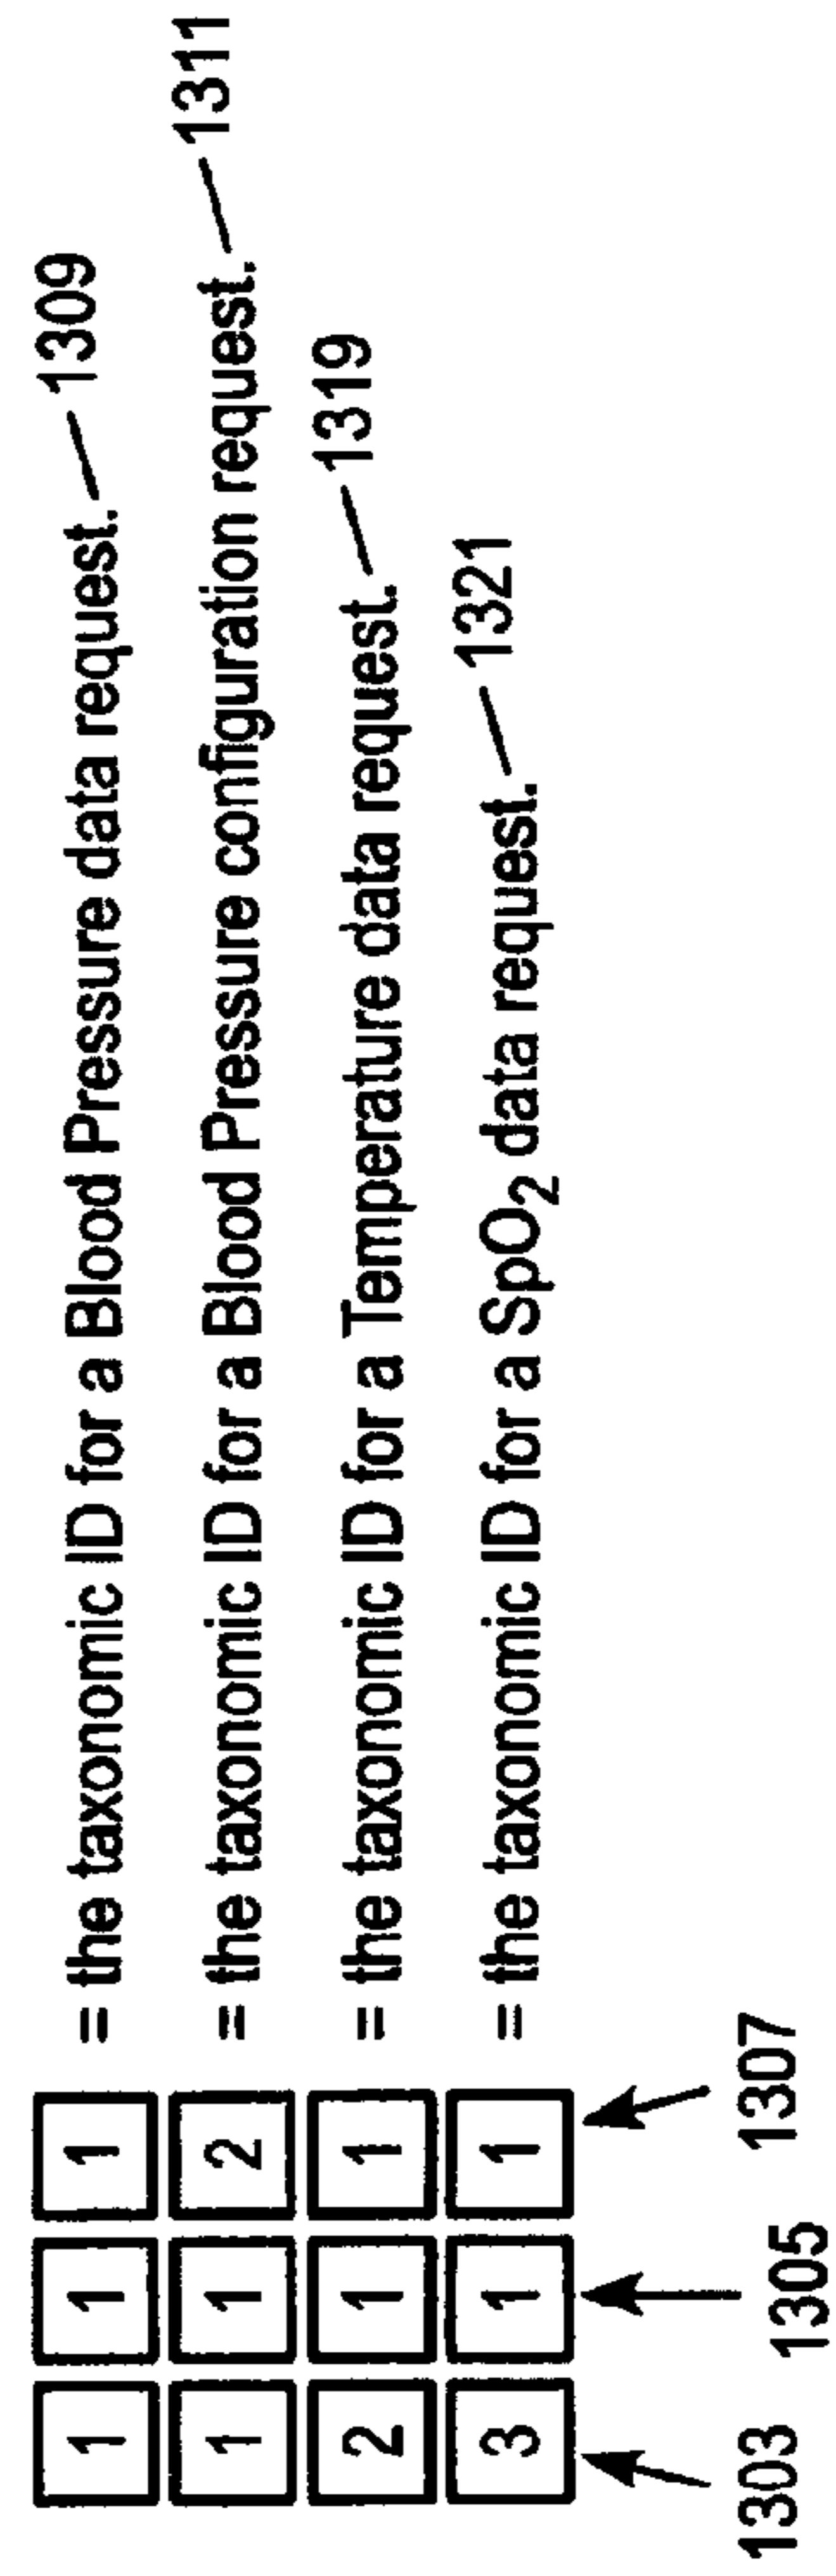 1 1 1 = the taxonomic ID for a Blood Pressure data request. 1309
1 1 2 = the taxonomic ID for a Blood Pressure configuration request. 1311
2 1 1 = the taxonomic ID for a Temperature data request. 1319
3 1 1 = the taxonomic ID for a SpO₂ data request. 1321
1303 1305 1307